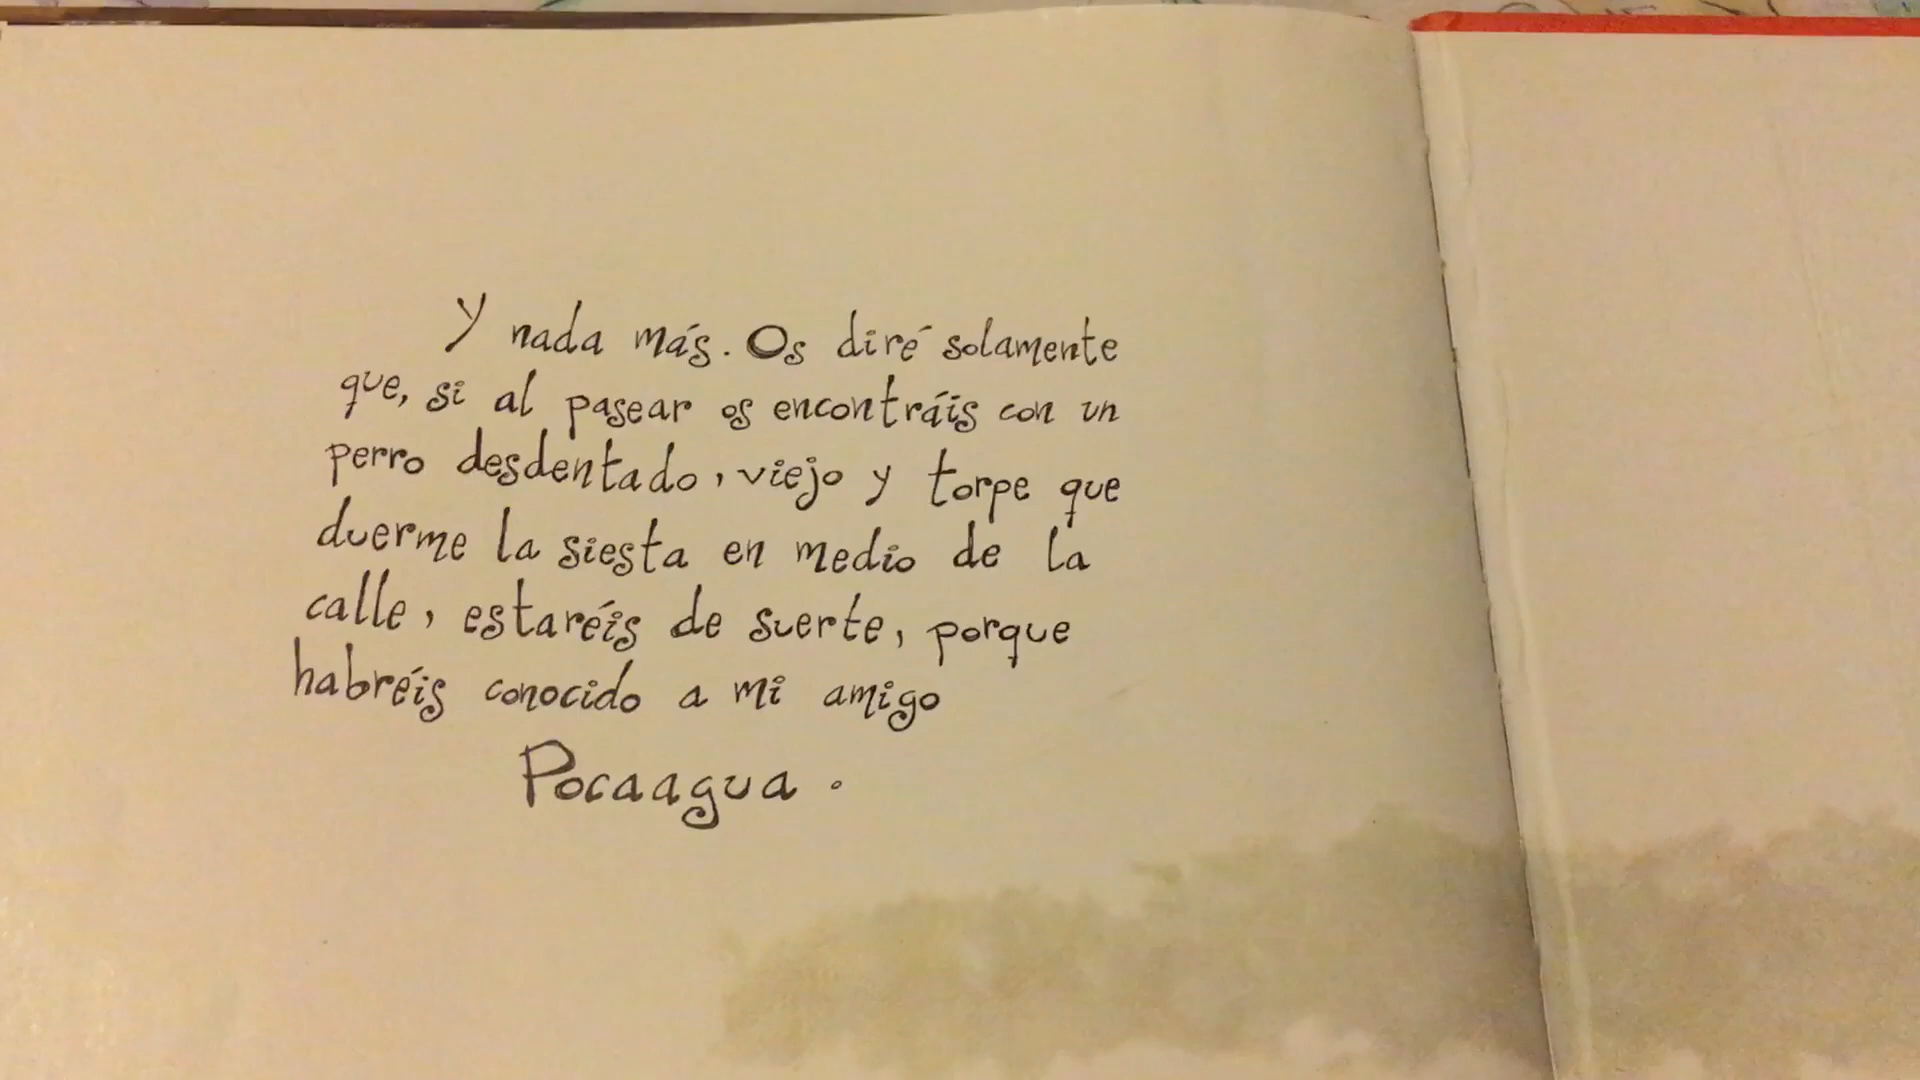 Y nada más. Os diré solamente
que, si al pasear os encontráis con un
perro desdentado, viejo y torpe que
duerme la siesta en medio de la
calle, estaréis de suerte, porque
habréis conocido a mi amigo
Pocaagua.